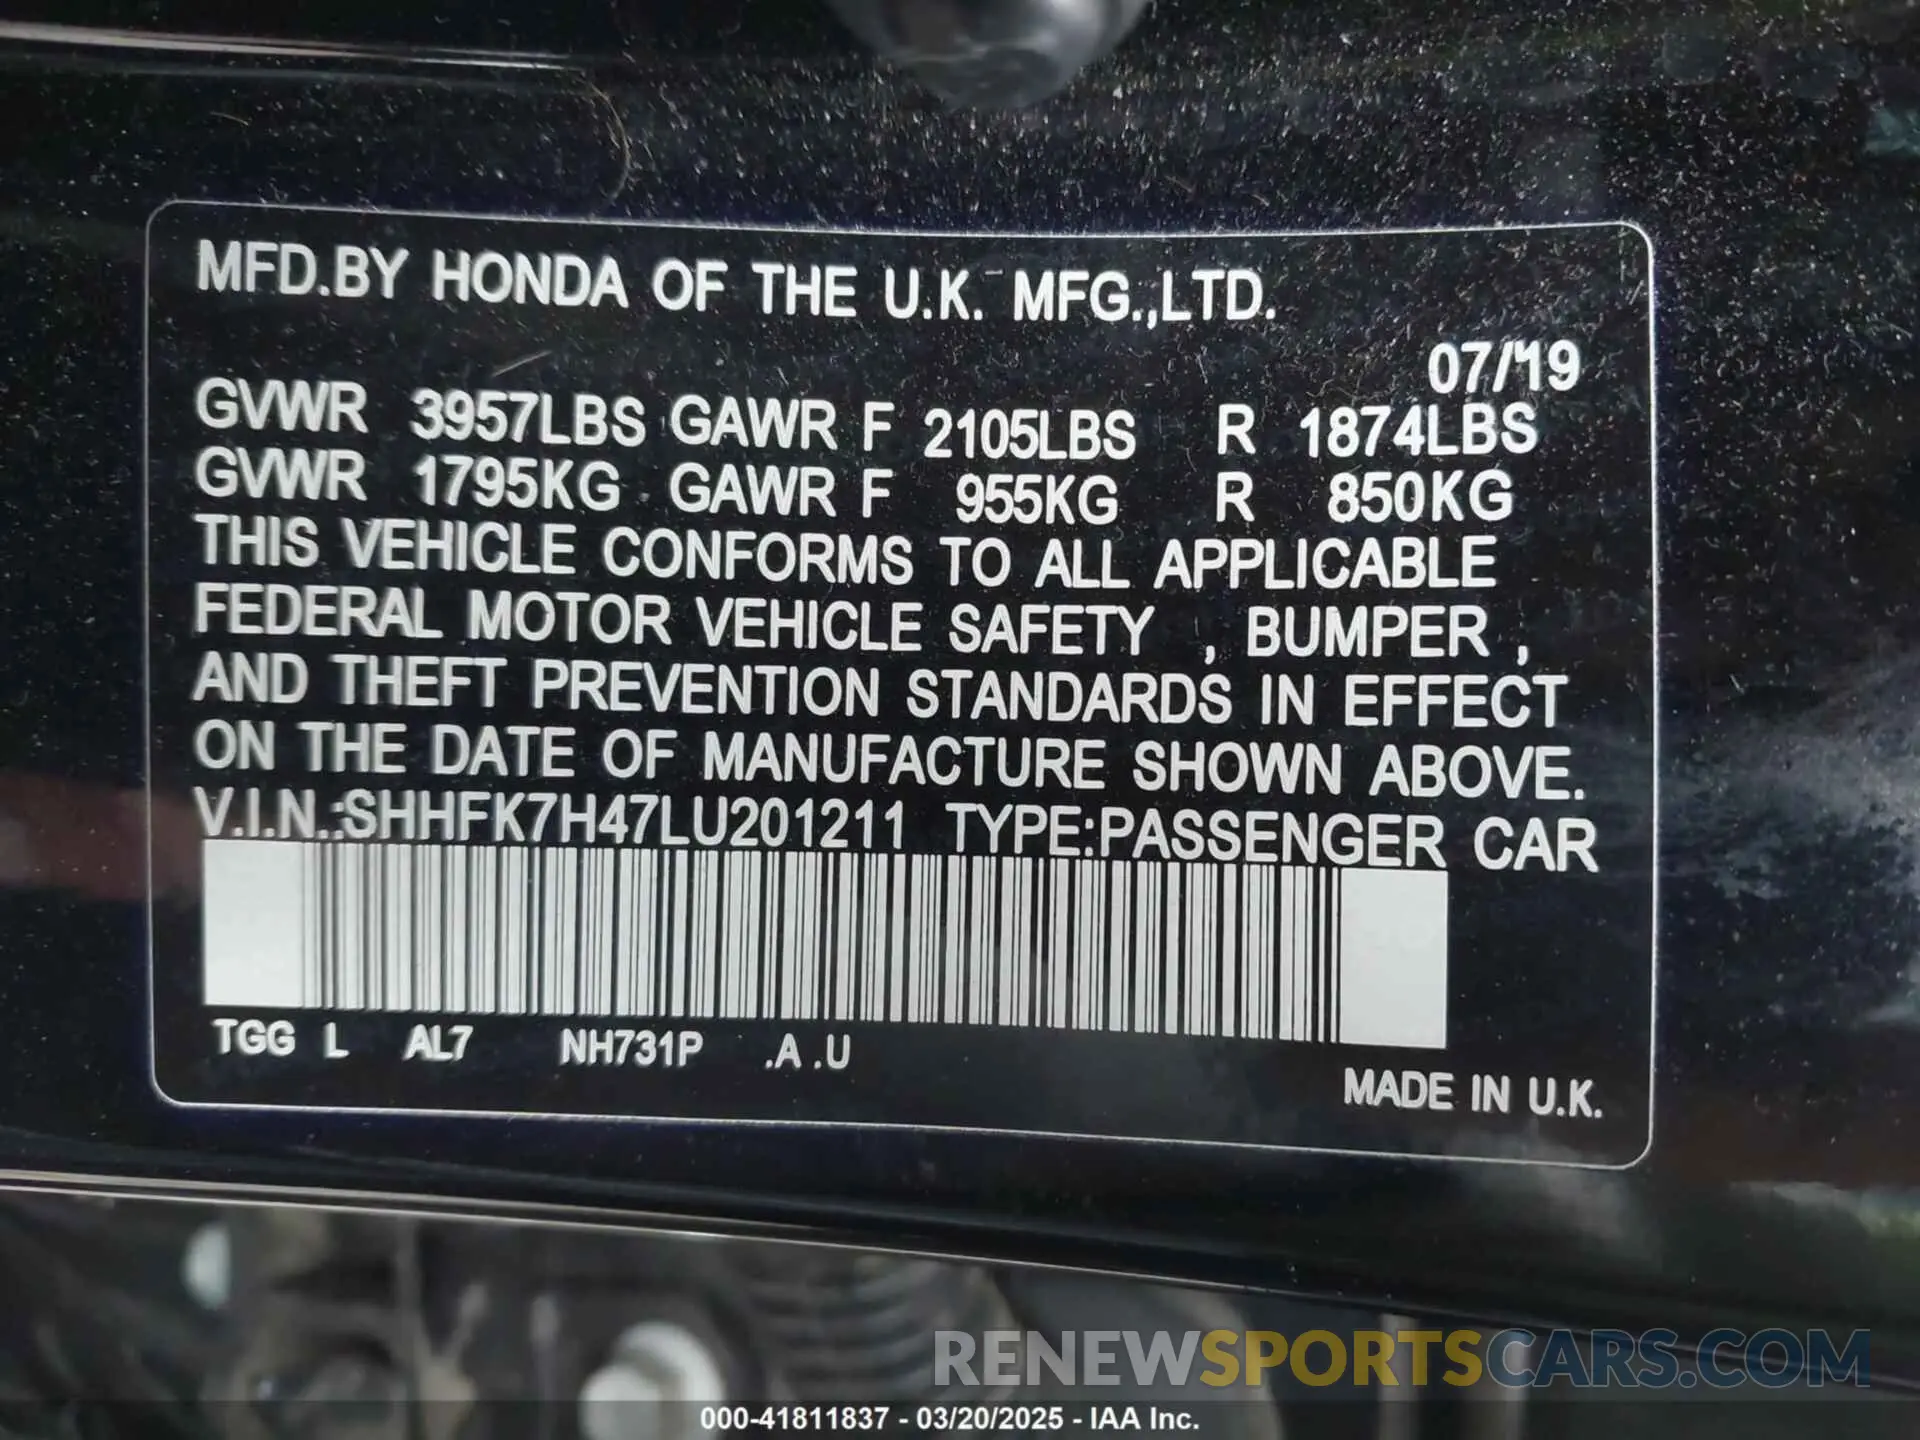 MFD.BY HONDA OF THE U.K. MFG.,LTD.
07/19
GVWR 3957LBS GAWR F 2105LBS R 1874LBS
GVWR 1795KG GAWR F 955KG R 850KG
THIS VEHICLE CONFORMS TO ALL APPLICABLE
FEDERAL MOTOR VEHICLE SAFETY , BUMPER ,
AND THEFT PREVENTION STANDARDS IN EFFECT
ON THE DATE OF MANUFACTURE SHOWN ABOVE.
V.I.N.:SHHFK7H47LU201211 TYPE:PASSENGER CAR
TGG L AL7 NH731P .A .U
MADE IN U.K.
RENEWSPORTSCARS.COM
000-41811837 - 03/20/2025 - IAA Inc.